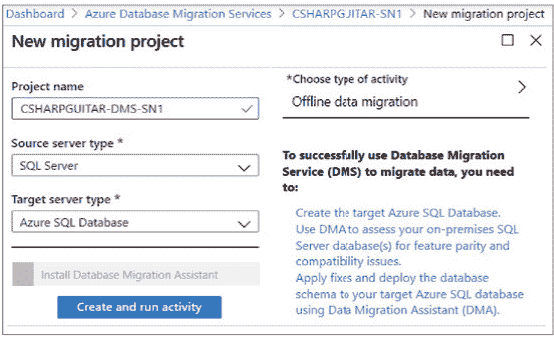 Dashboard > Azure Database Migration Services > CSHARPGJITAR-SN1 > New migration project
New migration project
Project name
CSHARPGUITAR-DMS-SN1
Source server type *
SQL Server
Target server type *
Azure SQL Database
Install Database Migration Assistant
Create and run activity
*Choose type of activity
Offline data migration
To successfully use Database Migration
Service (DMS) to migrate data, you need
to:
Create the target Azure SQL Database.
Use DMA to assess your on-premises SQL
Server database(s) for feature parity and
compatibility issues.
Apply fixes and deploy the database
schema to your target Azure SQL database
using Data Migration Assistant (DMA).